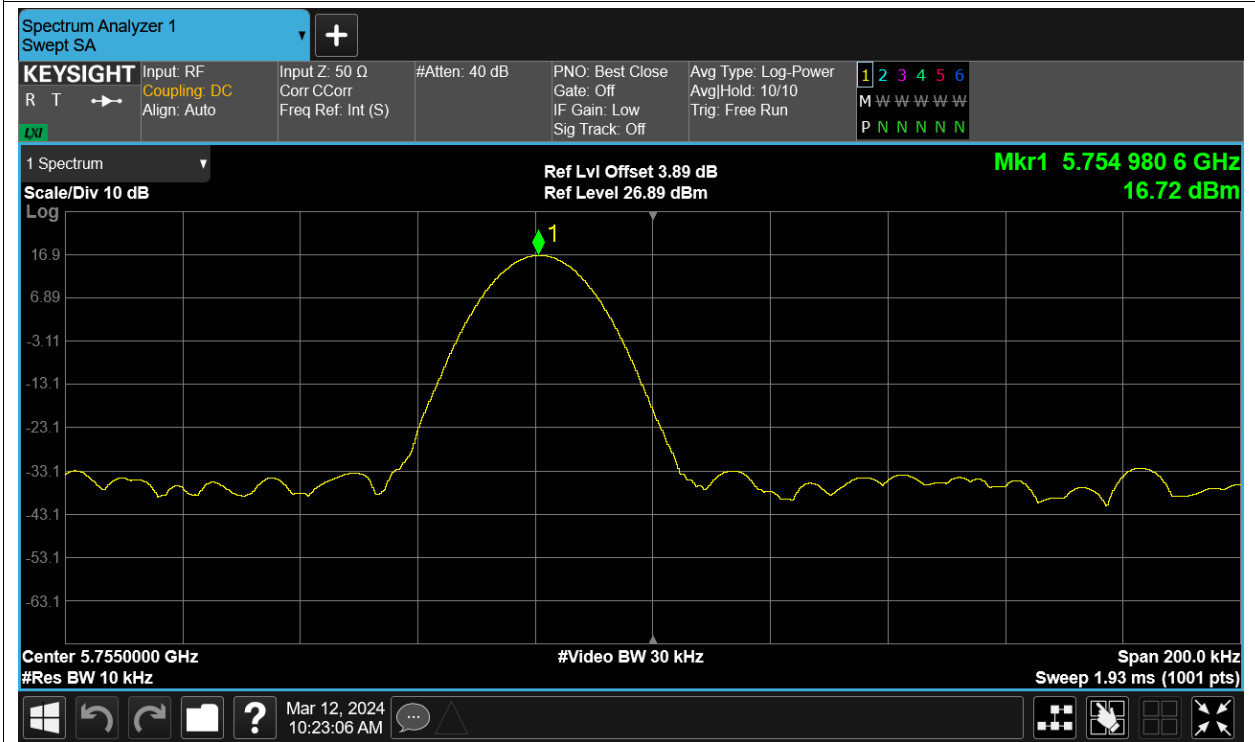 Spectrum Analyzer 1
Swept SA
KEYSIGHT
R T
LXI
Input: RF
Coupling: DC
Align: Auto
Input Z: 50 Ω
Corr CCorr
Freq Ref: Int (S)
#Atten: 40 dB
PNO: Best Close
Gate: Off
IF Gain: Low
Sig Track: Off
Avg Type: Log-Power
Avg|Hold: 10/10
Trig: Free Run
1 2 3 4 5 6
M W W W W W
P N N N N N
1 Spectrum
Scale/Div 10 dB
Log
Ref Lvl Offset 3.89 dB
Ref Level 26.89 dBm
Mkr1 5.754 980 6 GHz
16.72 dBm
1
16.9
6.89
-3.11
-13.1
-23.1
-33.1
-43.1
-53.1
-63.1
Center 5.7550000 GHz
#Res BW 10 kHz
#Video BW 30 kHz
Span 200.0 kHz
Sweep 1.93 ms (1001 pts)
?
Mar 12, 2024
10:23:06 AM